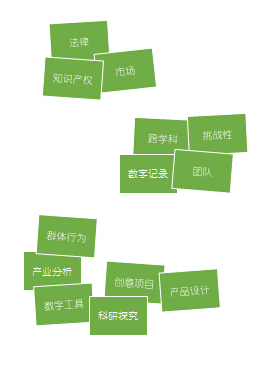 法律
知识产权
市场
跨学科
挑战性
数字记录
团队
群体行为
产业分析
数字工具
创意项目
产品设计
科研探究